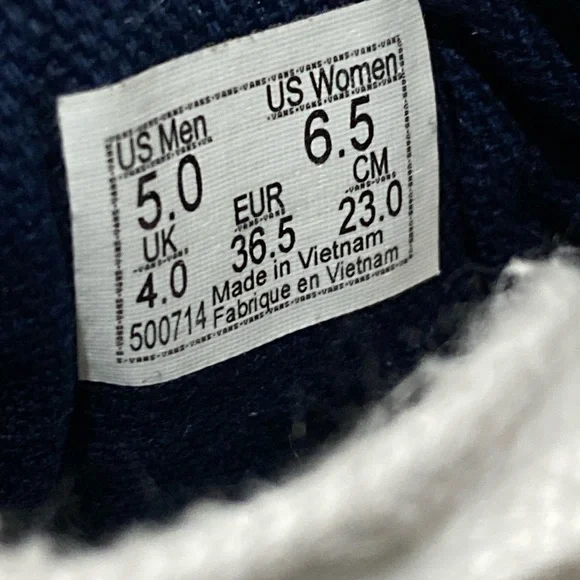 US Men US Women
5.0 6.5
UK EUR CM
4.0 36.5 23.0
Made in Vietnam
500714 Fabrique en Vietnam